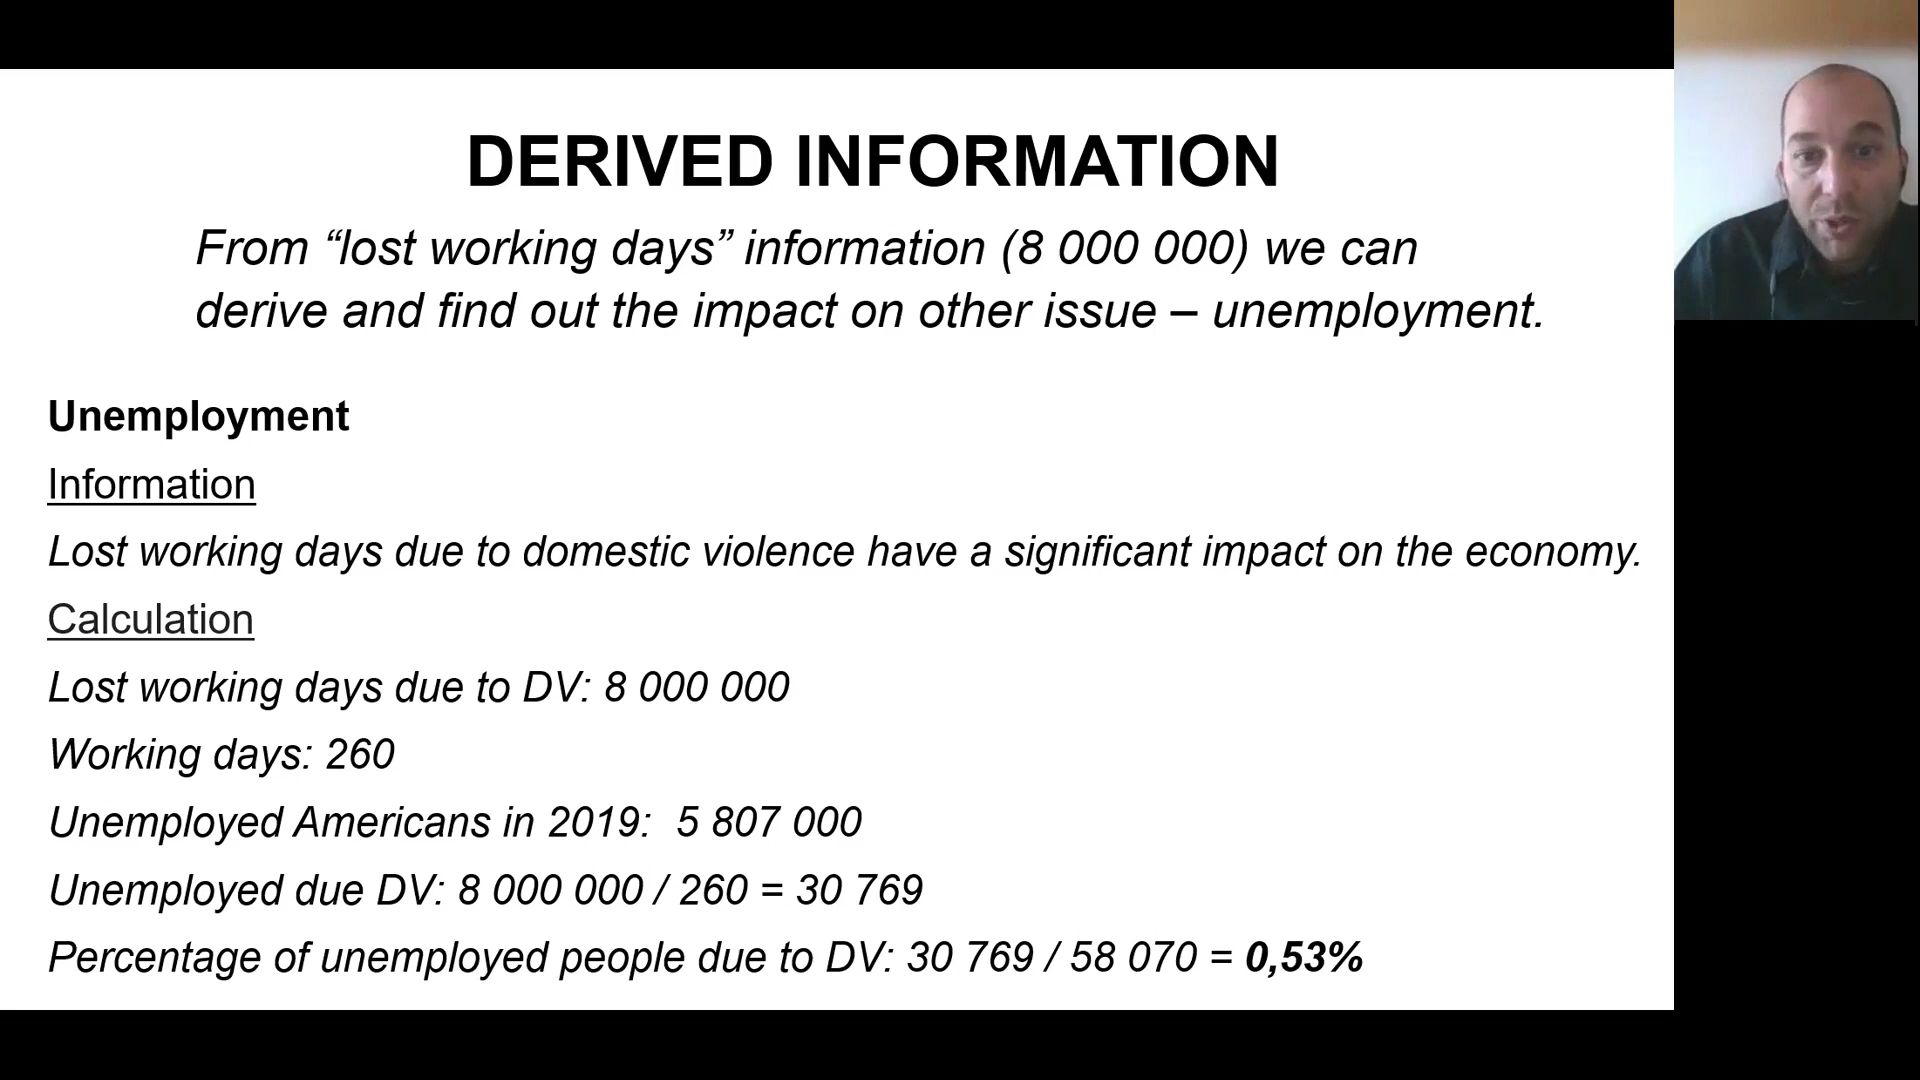 DERIVED INFORMATION
From “lost working days” information (8 000 000) we can
derive and find out the impact on other issue – unemployment.
Unemployment
Information
Lost working days due to domestic violence have a significant impact on the economy.
Calculation
Lost working days due to DV: 8 000 000
Working days: 260
Unemployed Americans in 2019:  5 807 000
Unemployed due DV: 8 000 000 / 260 = 30 769
Percentage of unemployed people due to DV: 30 769 / 58 070 = 0,53%